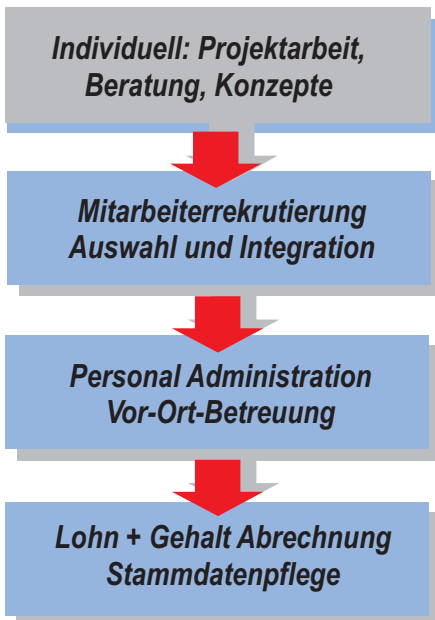 Individuell: Projektarbeit,
Beratung, Konzepte
Mitarbeiterrekrutierung
Auswahl und Integration
Personal Administration
Vor-Ort-Betreuung
Lohn + Gehalt Abrechnung
Stammdatenpflege